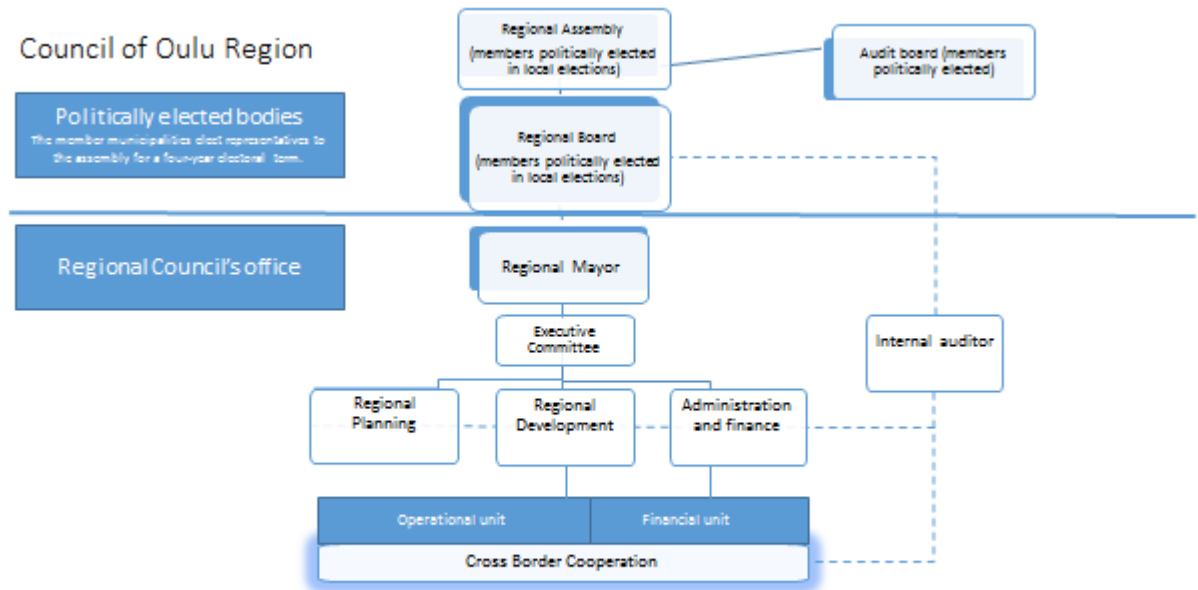 Council of Oulu Region
Regional Assembly
(members politically elected
in local elections)
Audit board (members
politically elected)
Politically elected bodies
The member municipalities elect representatives to
the assembly for a four-year electoral term.
Regional Board
(members politically elected
in local elections)
Regional Council's office
Regional Mayor
Executive
Committee
Internal auditor
Regional
Planning
Regional
Development
Administration
and finance
Operational unit
Financial unit
Cross Border Cooperation